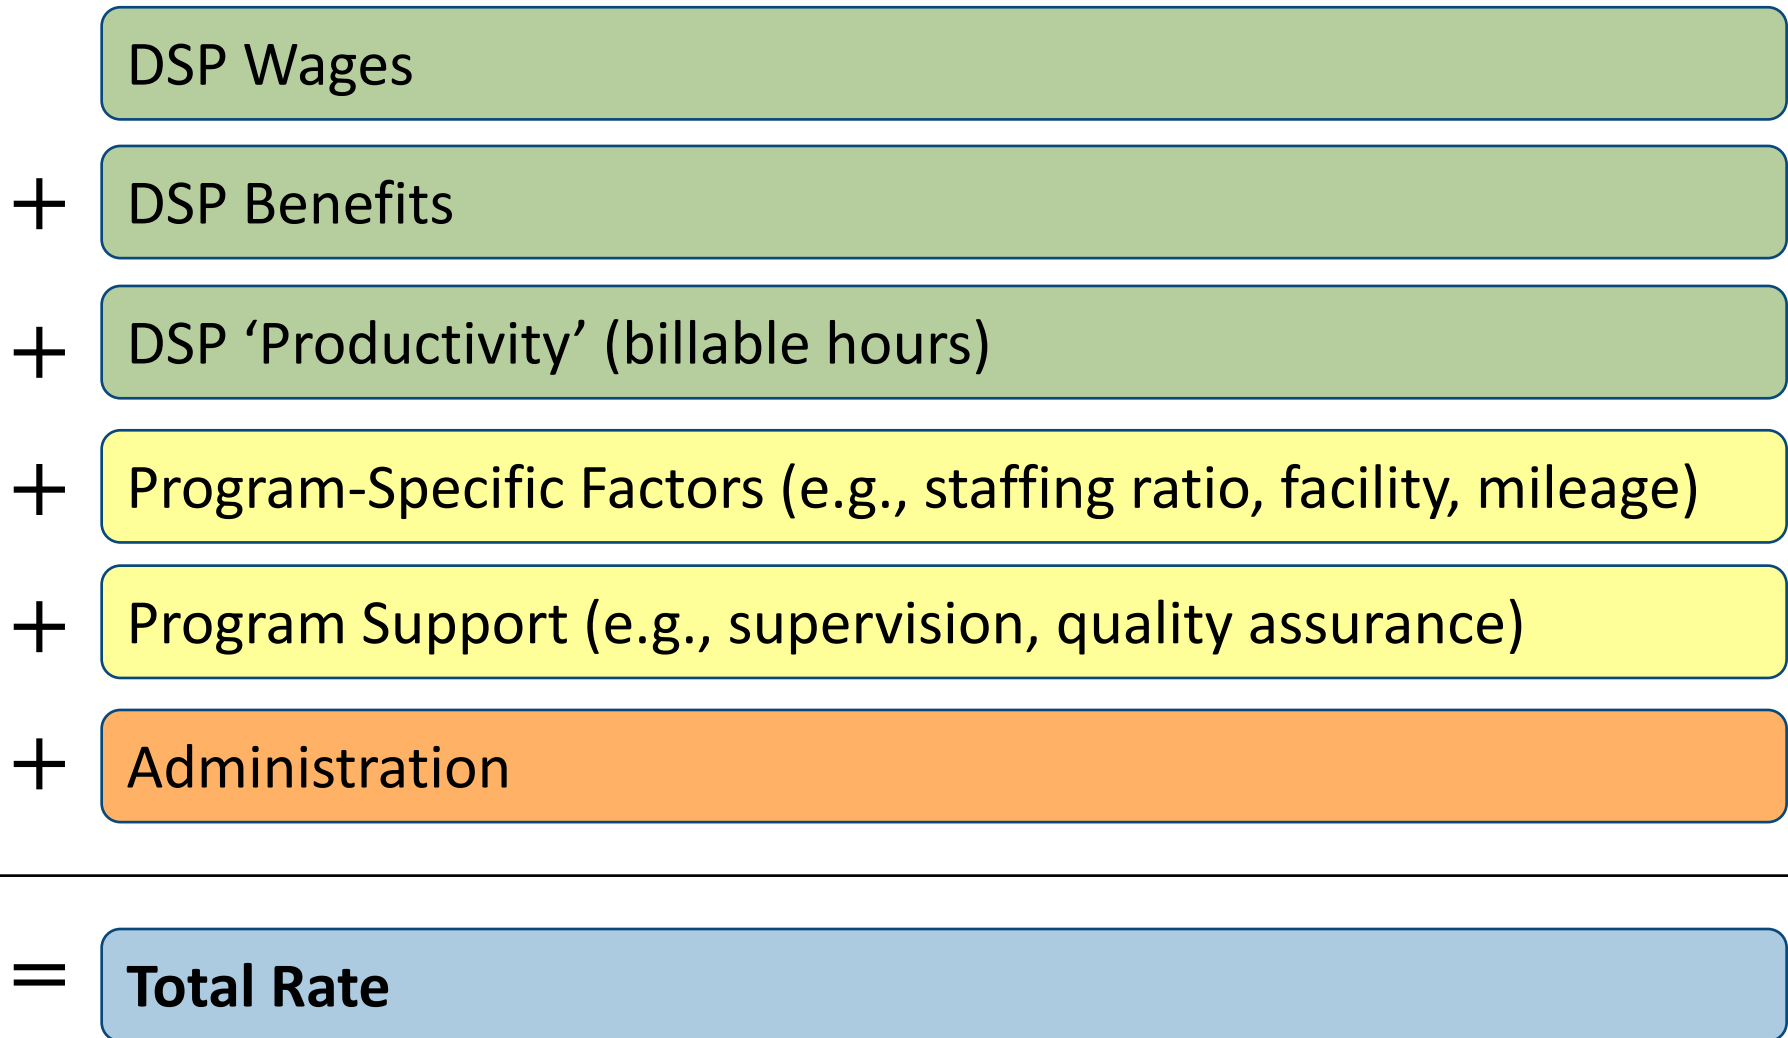 DSP Wages
+ DSP Benefits
+ DSP ‘Productivity’ (billable hours)
+ Program-Specific Factors (e.g., staffing ratio, facility, mileage)
+ Program Support (e.g., supervision, quality assurance)
+ Administration
= Total Rate